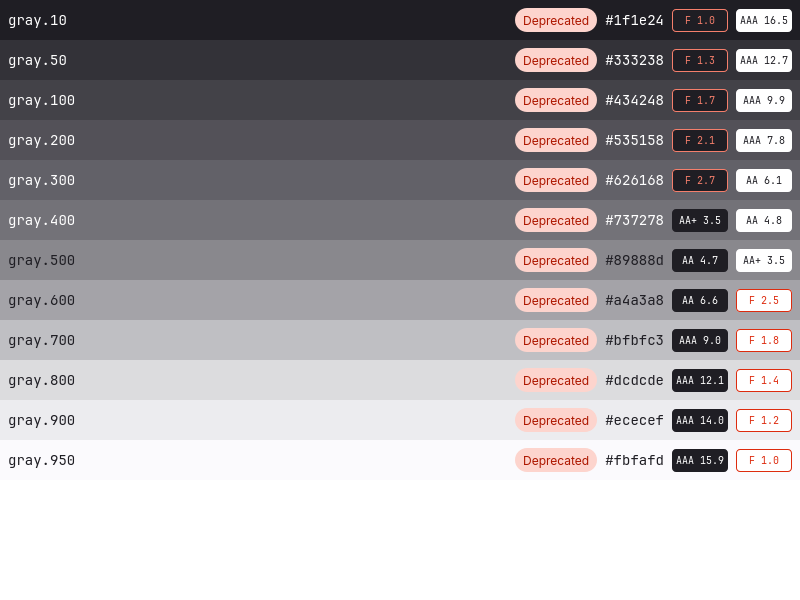 gray.10 Deprecated #1f1e24 F 1.0 AAA 16.5
gray.50 Deprecated #333238 F 1.3 AAA 12.7
gray.100 Deprecated #434248 F 1.7 AAA 9.9
gray.200 Deprecated #535158 F 2.1 AAA 7.8
gray.300 Deprecated #626168 F 2.7 AA 6.1
gray.400 Deprecated #737278 AA+ 3.5 AA 4.8
gray.500 Deprecated #89888d AA 4.7 AA+ 3.5
gray.600 Deprecated #a4a3a8 AA 6.6 F 2.5
gray.700 Deprecated #bfbfc3 AAA 9.0 F 1.8
gray.800 Deprecated #dcdcde AAA 12.1 F 1.4
gray.900 Deprecated #ececef AAA 14.0 F 1.2
gray.950 Deprecated #fbfafd AAA 15.9 F 1.0